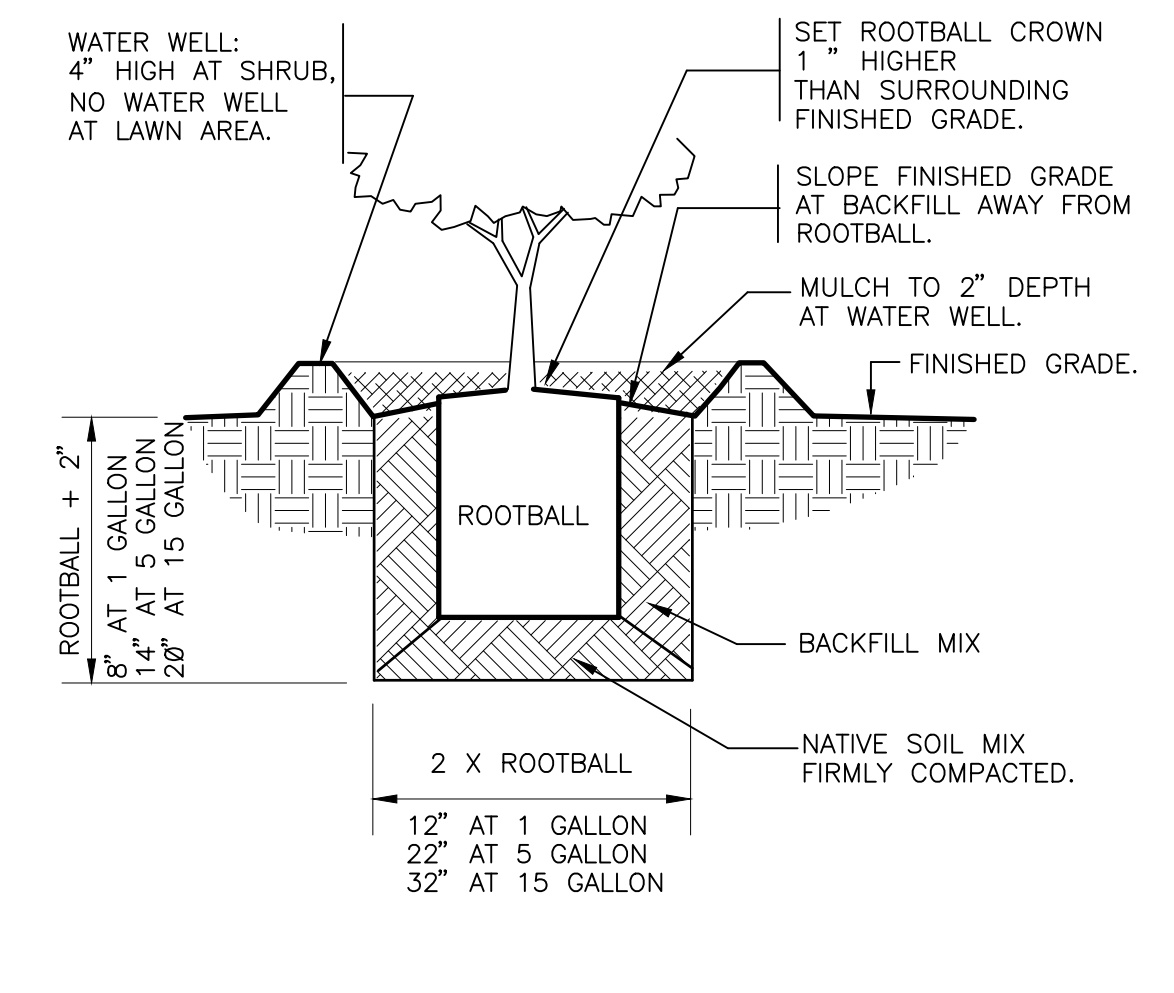 WATER WELL:
4" HIGH AT SHRUB,
NO WATER WELL
AT LAWN AREA.
SET ROOTBALL CROWN
1 " HIGHER
THAN SURROUNDING
FINISHED GRADE.
SLOPE FINISHED GRADE
AT BACKFILL AWAY FROM
ROOTBALL.
MULCH TO 2" DEPTH
AT WATER WELL.
FINISHED GRADE.
ROOTBALL + 2"
8" AT 1 GALLON
14" AT 5 GALLON
20" AT 15 GALLON
ROOTBALL
BACKFILL MIX
NATIVE SOIL MIX
FIRMLY COMPACTED.
2 X ROOTBALL
12" AT 1 GALLON
22" AT 5 GALLON
32" AT 15 GALLON